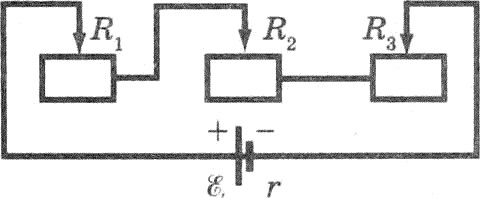 R₁ R₂ R₃
+ −
ℰ, r